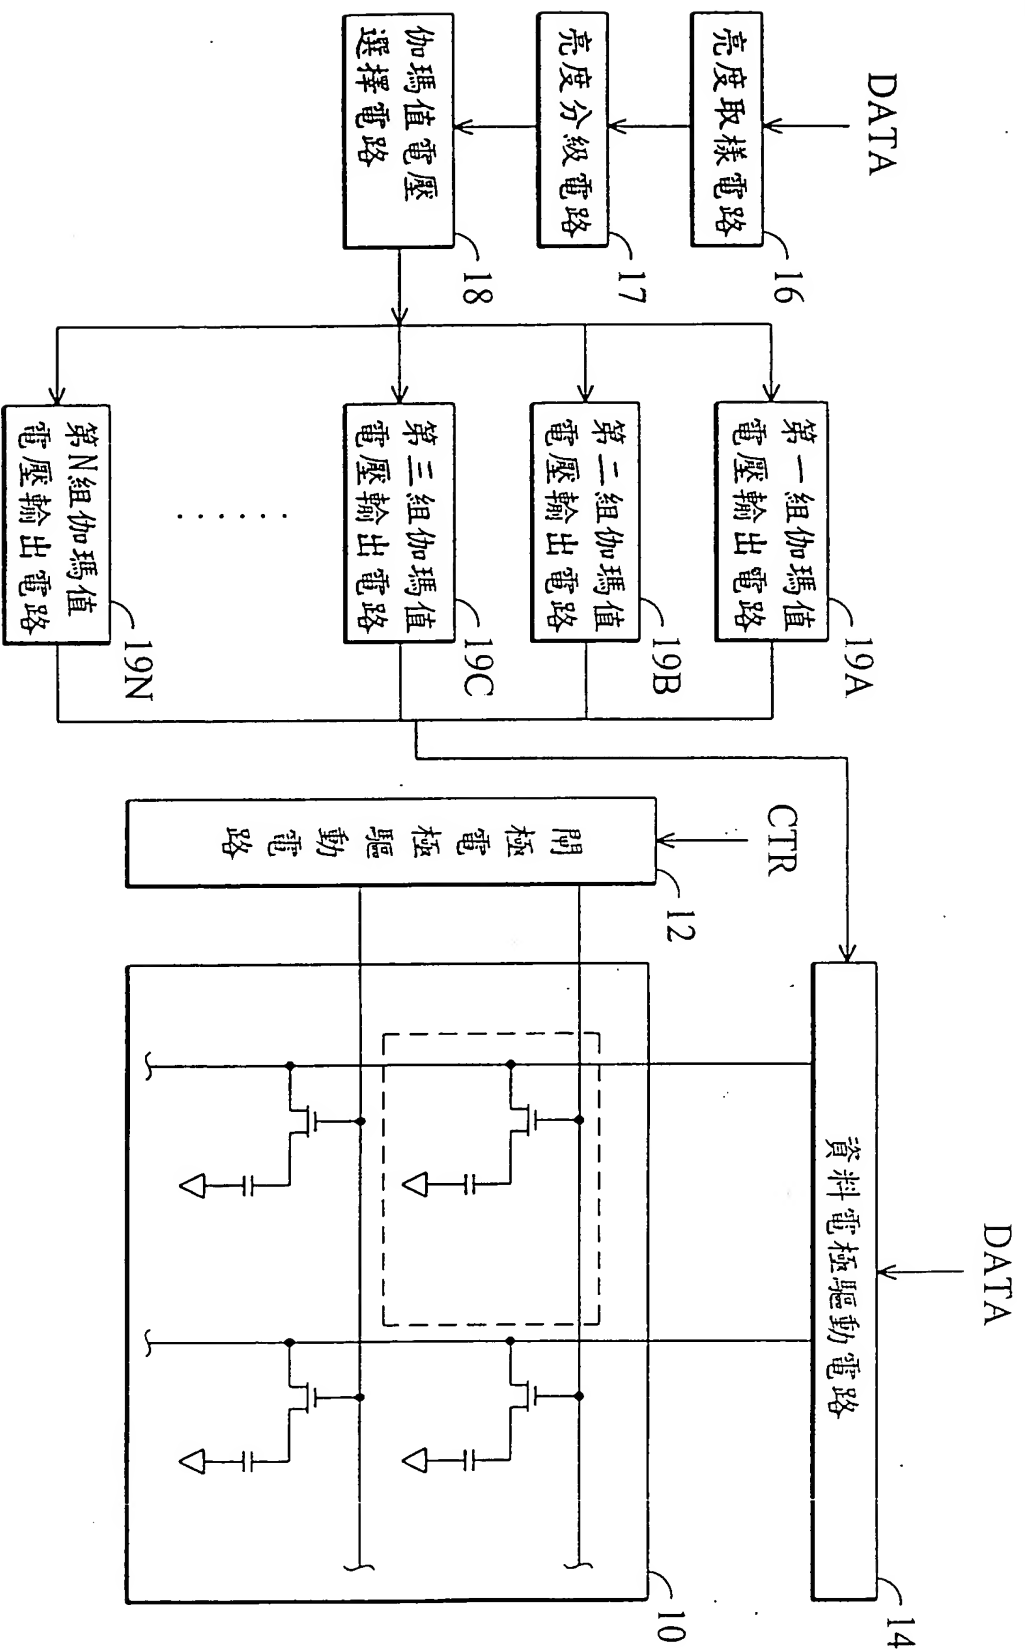 DATA
亮度取樣電路
16
亮度分級電路
17
伽瑪值電壓
選擇電路
18
第一組伽瑪值
電壓輸出電路
19A
第二組伽瑪值
電壓輸出電路
19B
第三組伽瑪值
電壓輸出電路
19C
......
第N組伽瑪值
電壓輸出電路
19N
CTR
閘極電極驅動電路
12
DATA
資料電極驅動電路
14
10